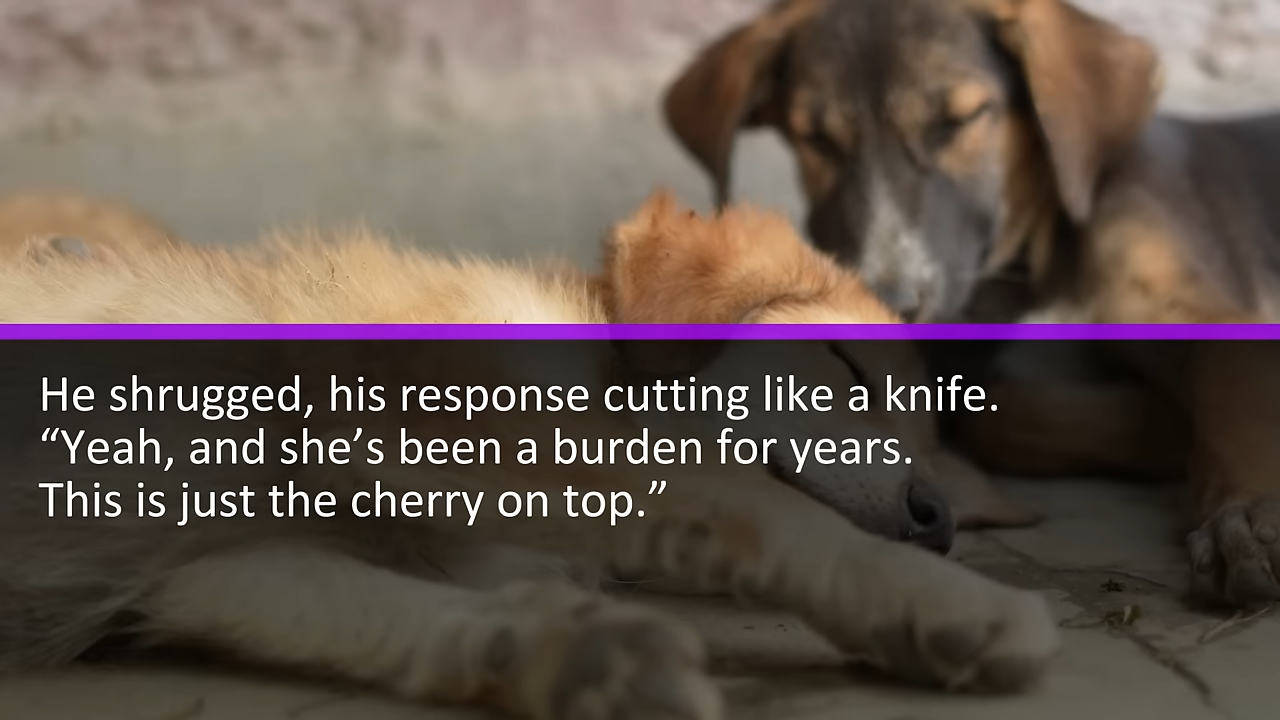 He shrugged, his response cutting like a knife.
“Yeah, and she’s been a burden for years.
This is just the cherry on top.”